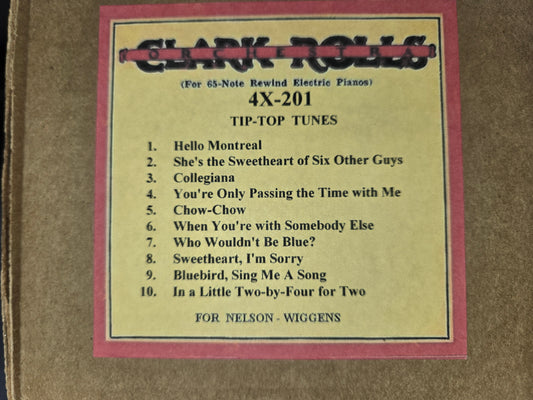 CLARK ROLLS
ORCHESTRA
(For 65-Note Rewind Electric Pianos)
4X-201
TIP-TOP TUNES
1. Hello Montreal
2. She's the Sweetheart of Six Other Guys
3. Collegiana
4. You're Only Passing the Time with Me
5. Chow-Chow
6. When You're with Somebody Else
7. Who Wouldn't Be Blue?
8. Sweetheart, I'm Sorry
9. Bluebird, Sing Me A Song
10. In a Little Two-by-Four for Two
FOR NELSON - WIGGENS